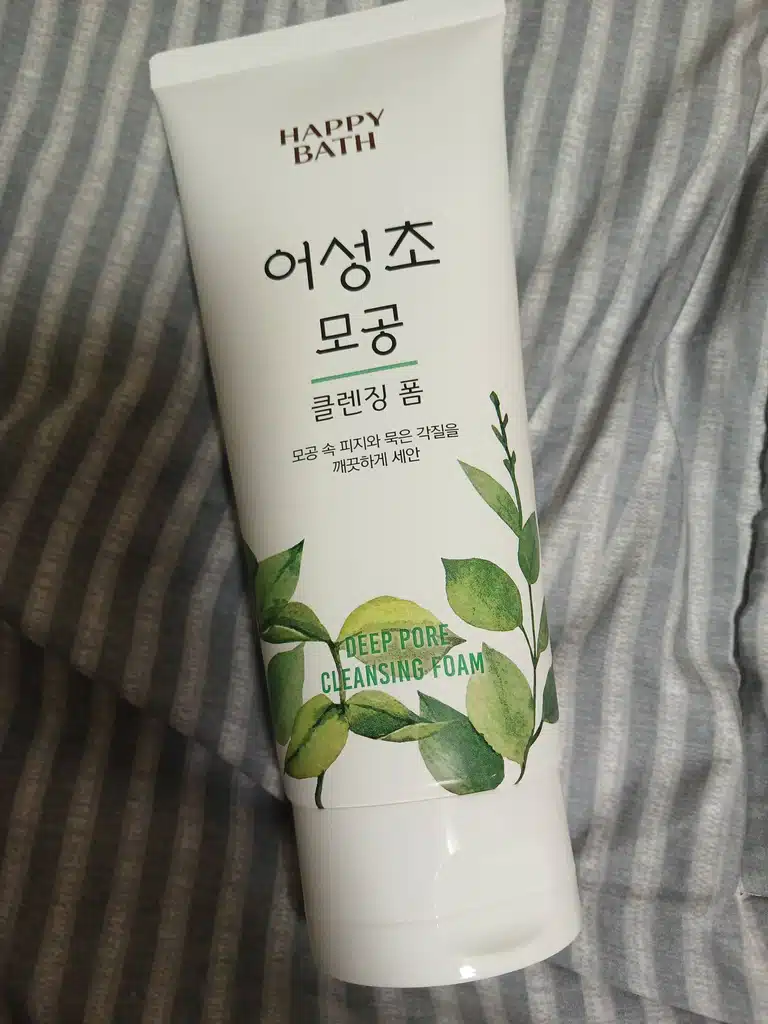 HAPPY
BATH
어성초
모공
클렌징 폼
모공 속 피지와 묵은 각질을
깨끗하게 세안
DEEP PORE
CLEANSING FOAM